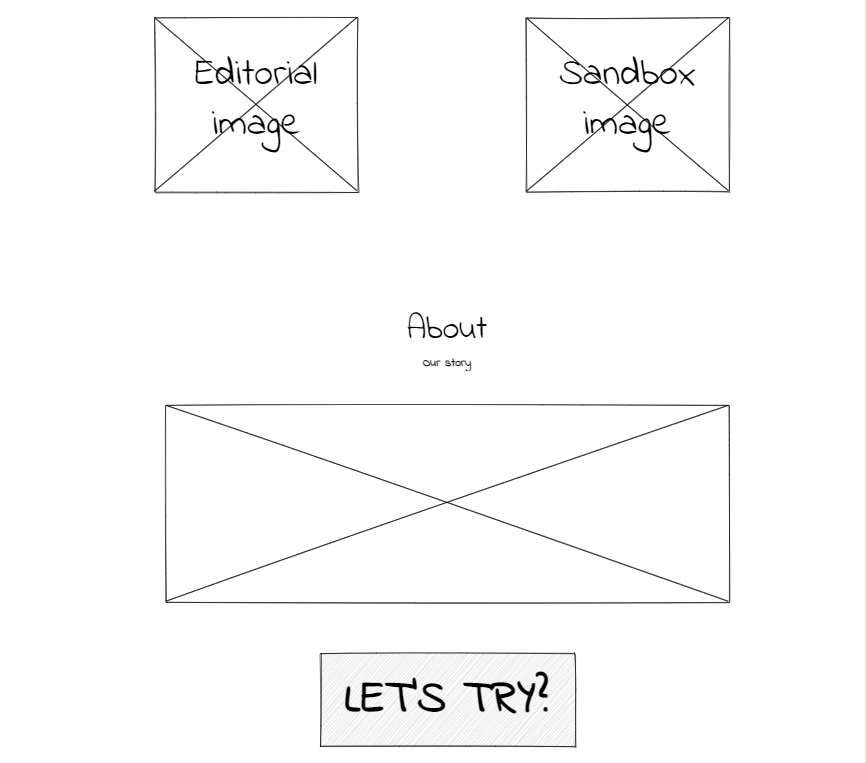 Editorial
image
Sandbox
image
About
our story
LET'S TRY?